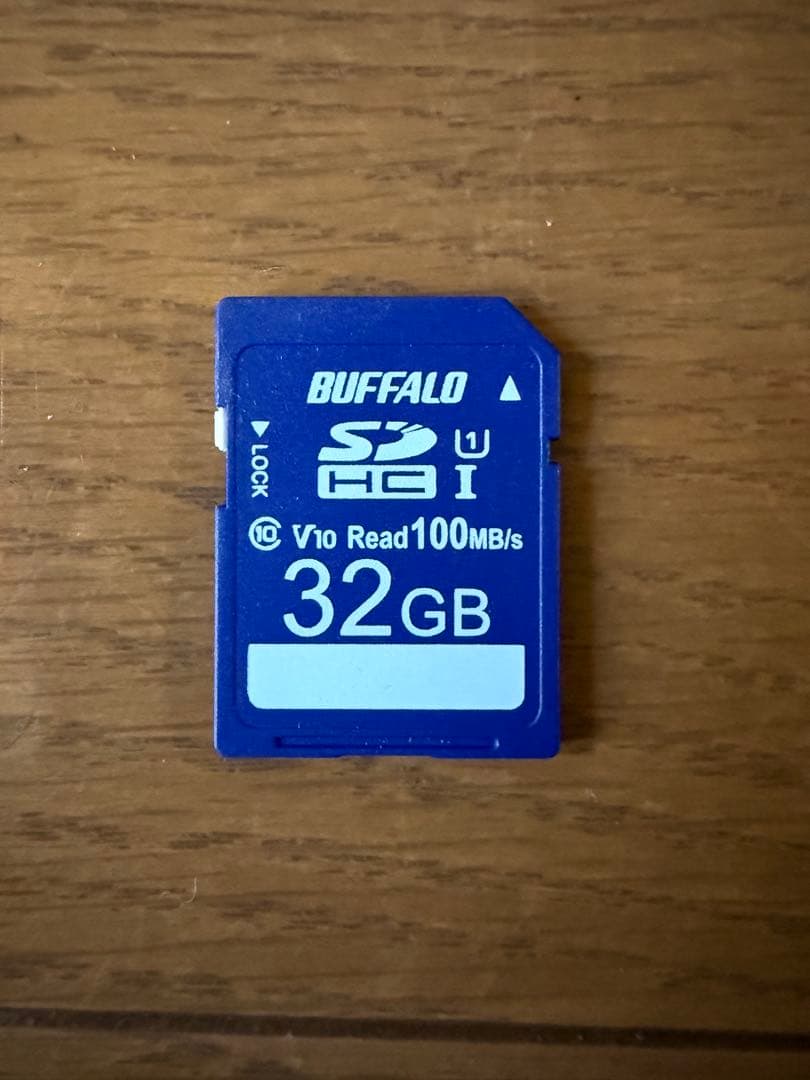 BUFFALO
SD
HC I
U1
LOCK
10 V10 Read100MB/s
32GB